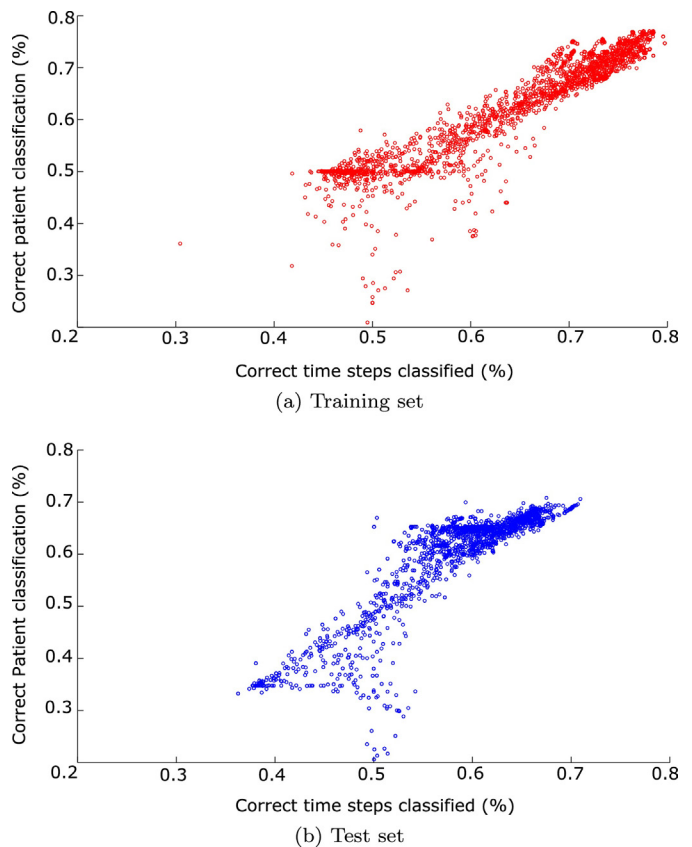 0.8
0.7
0.6
0.5
0.4
0.3
0.2 0.3 0.4 0.5 0.6 0.7 0.8
Correct patient classification (%)
Correct time steps classified (%)
(a) Training set
0.8
0.7
0.6
0.5
0.4
0.3
0.2 0.3 0.4 0.5 0.6 0.7 0.8
Correct Patient classification (%)
Correct time steps classified (%)
(b) Test set